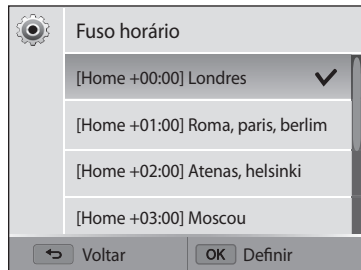 Fuso horário
[Home +00:00] Londres
[Home +01:00] Roma, paris, berlim
[Home +02:00] Atenas, helsinki
[Home +03:00] Moscou
Voltar
OK Definir